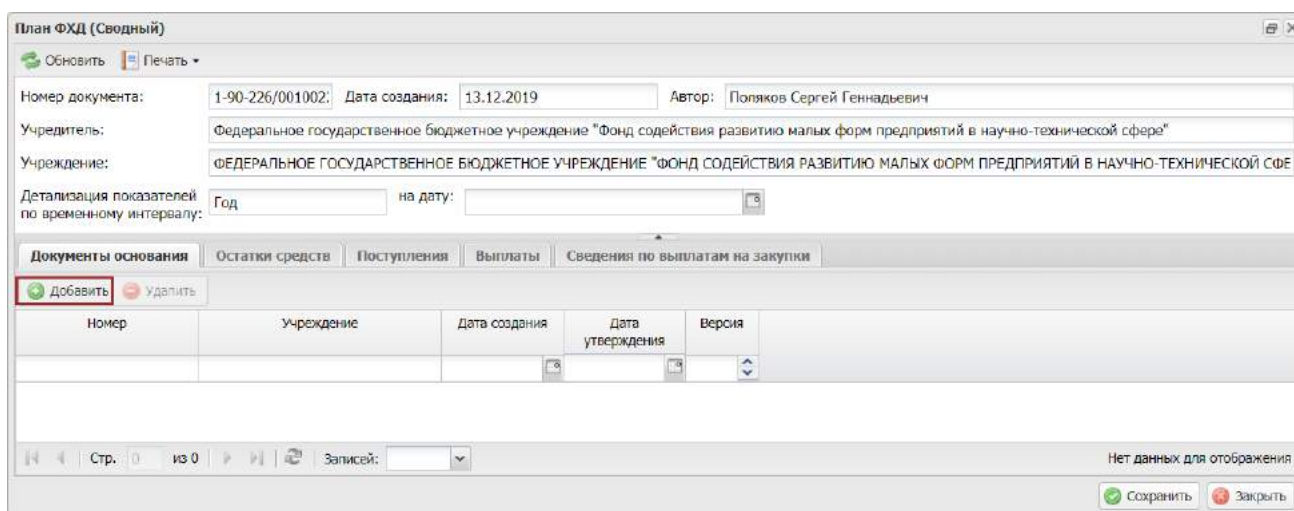 План ФХД (Сводный)
Обновить Печать
Номер документа: 1-90-226/001002: Дата создания: 13.12.2019 Автор: Поляков Сергей Геннадьевич
Учредитель: Федеральное государственное бюджетное учреждение "Фонд содействия развитию малых форм предприятий в научно-технической сфере"
Учреждение: ФЕДЕРАЛЬНОЕ ГОСУДАРСТВЕННОЕ БЮДЖЕТНОЕ УЧРЕЖДЕНИЕ "ФОНД СОДЕЙСТВИЯ РАЗВИТИЮ МАЛЫХ ФОРМ ПРЕДПРИЯТИЙ В НАУЧНО-ТЕХНИЧЕСКОЙ СФЕ
Детализация показателей
по временному интервалу: Год на дату:
Документы основания Остатки средств Поступления Выплаты Сведения по выплатам на закупки
Добавить Удалить
Номер Учреждение Дата создания Дата
утверждения Версия
Стр. 0 из 0 Записей: Нет данных для отображения
Сохранить Закрыть